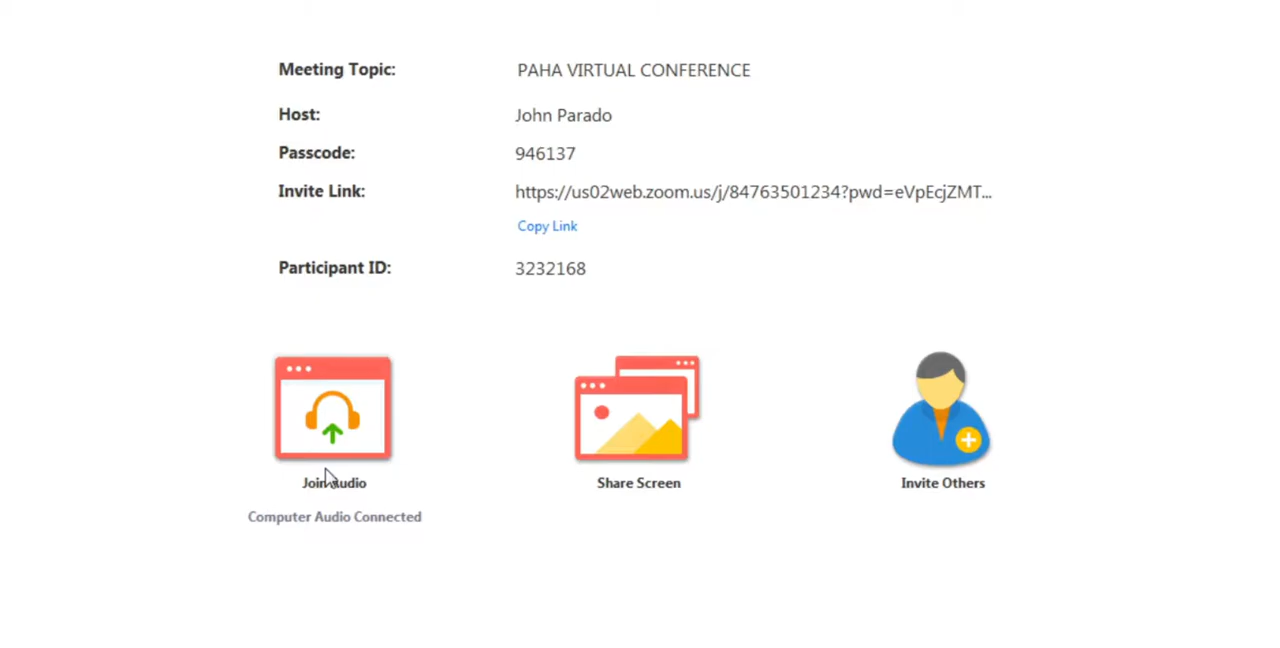 Meeting Topic: PAHA VIRTUAL CONFERENCE
Host: John Parado
Passcode: 946137
Invite Link: https://us02web.zoom.us/j/84763501234?pwd=eVpEcjZMT...
Copy Link
Participant ID: 3232168
Join Audio Share Screen Invite Others
Computer Audio Connected